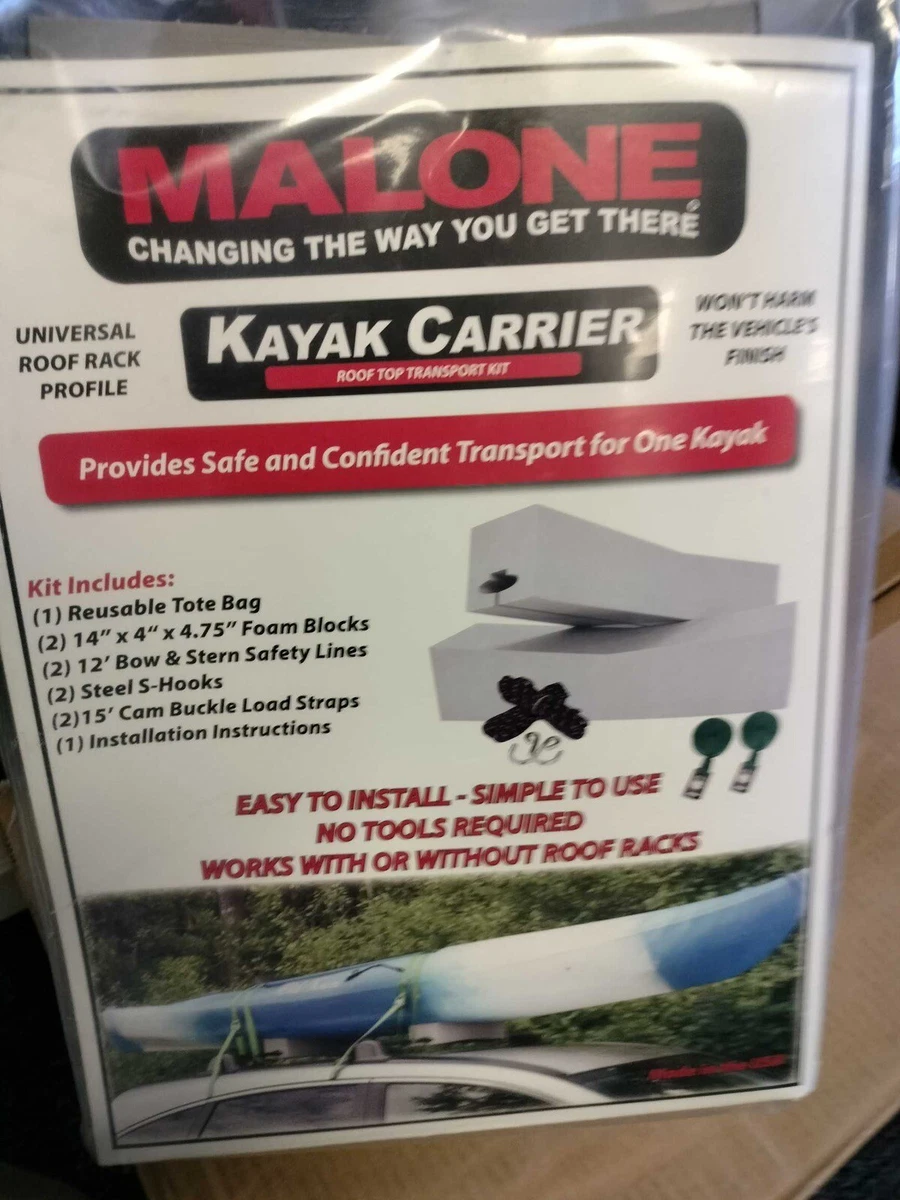 MALONE
CHANGING THE WAY YOU GET THERE
UNIVERSAL
ROOF RACK
PROFILE
KAYAK CARRIER
ROOF TOP TRANSPORT KIT
WON'T HARM
THE VEHICLE'S
FINISH
Provides Safe and Confident Transport for One Kayak
Kit Includes:
(1) Reusable Tote Bag
(2) 14" x 4" x 4.75" Foam Blocks
(2) 12' Bow & Stern Safety Lines
(2) Steel S-Hooks
(2)15' Cam Buckle Load Straps
(1) Installation Instructions
EASY TO INSTALL - SIMPLE TO USE
NO TOOLS REQUIRED
WORKS WITH OR WITHOUT ROOF RACKS
Made in the USA